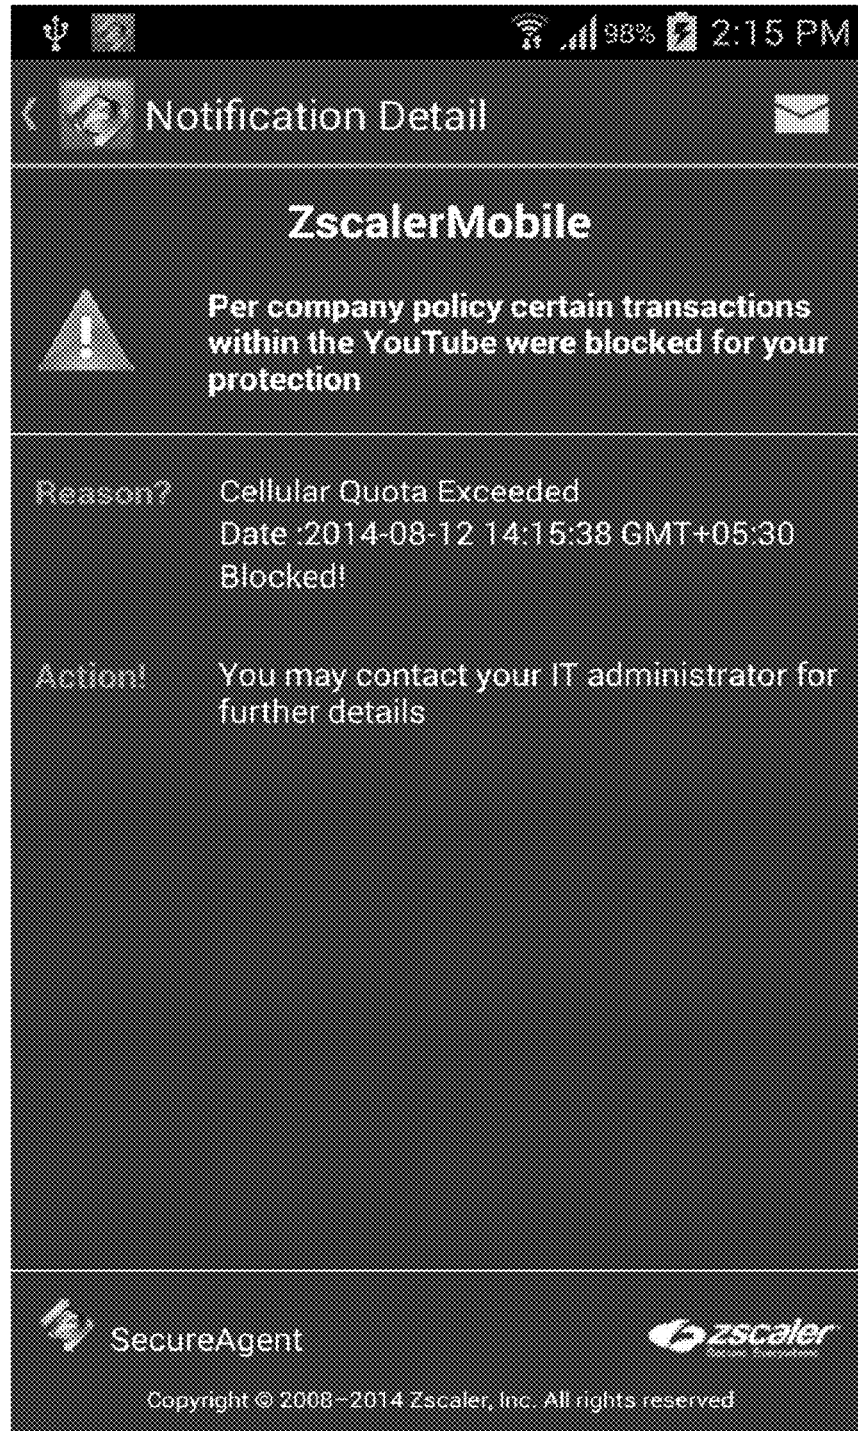 98% 2:15 PM
Notification Detail
ZscalerMobile
Per company policy certain transactions
within the YouTube were blocked for your
protection
Reason? Cellular Quota Exceeded
Date :2014-08-12 14:15:38 GMT+05:30
Blocked!
Action! You may contact your IT administrator for
further details
SecureAgent zscaler
Copyright © 2008-2014 Zscaler, Inc. All rights reserved